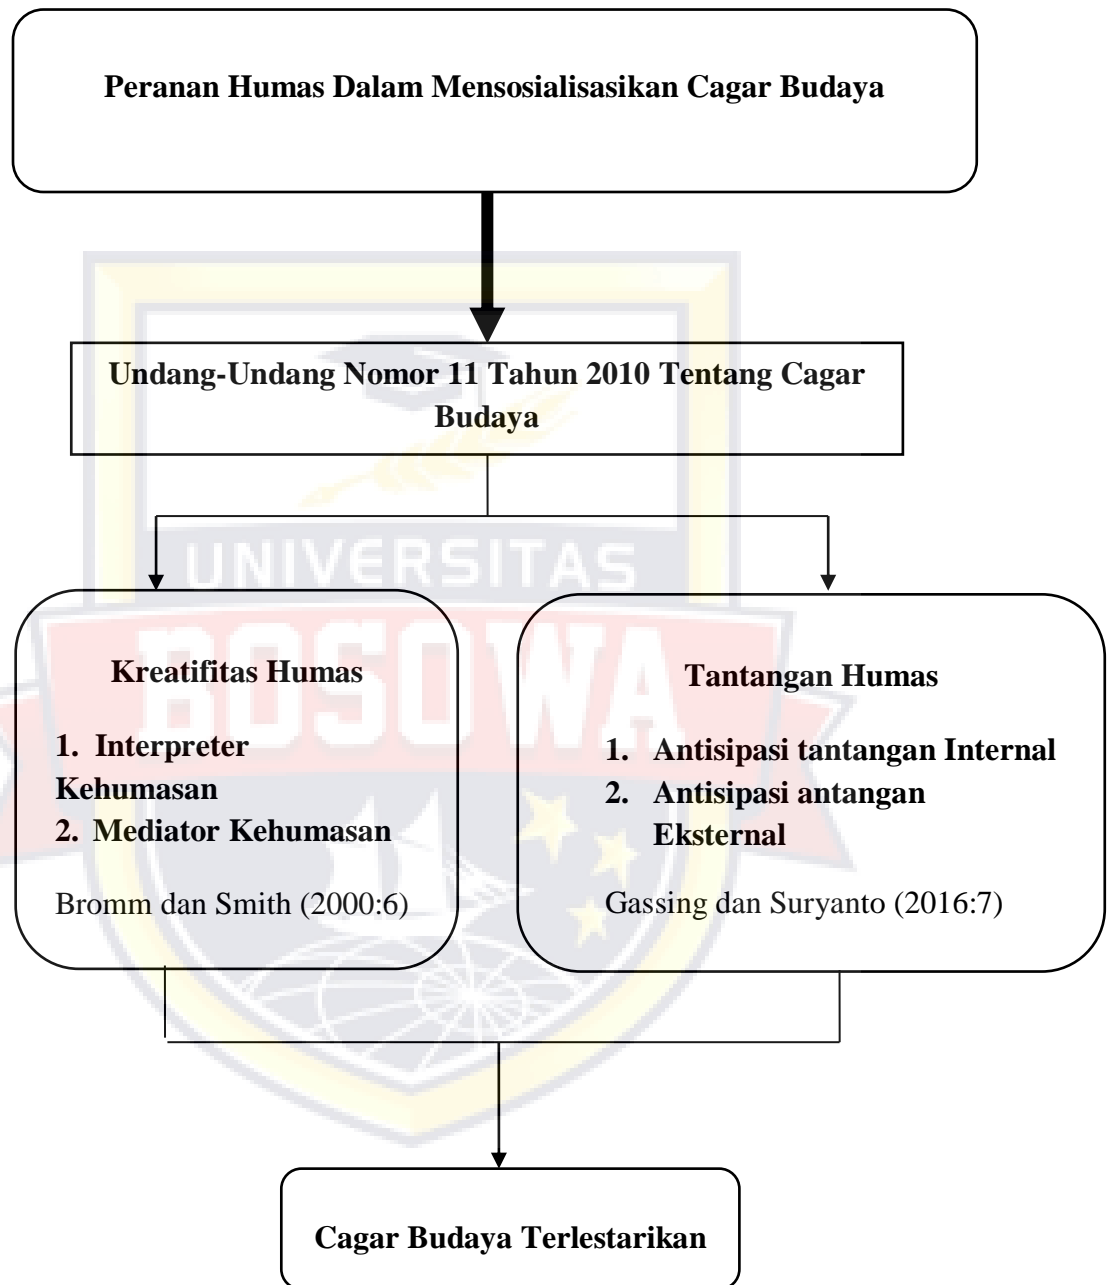 Peranan Humas Dalam Mensosialisasikan Cagar Budaya
Undang-Undang Nomor 11 Tahun 2010 Tentang Cagar
Budaya
UNIVERSITAS
BOSOWA
Kreatifitas Humas
1. Interpreter
Kehumasan
2. Mediator Kehumasan
Bromm dan Smith (2000:6)
Tantangan Humas
1. Antisipasi tantangan Internal
2. Antisipasi antangan
Eksternal
Gassing dan Suryanto (2016:7)
Cagar Budaya Terlestarikan